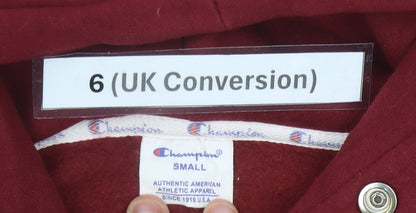 6 (UK Conversion)
Champion Champion Champion
Champion
SMALL
AUTHENTIC AMERICAN
ATHLETIC APPAREL
SINCE 1919 U.S.A.